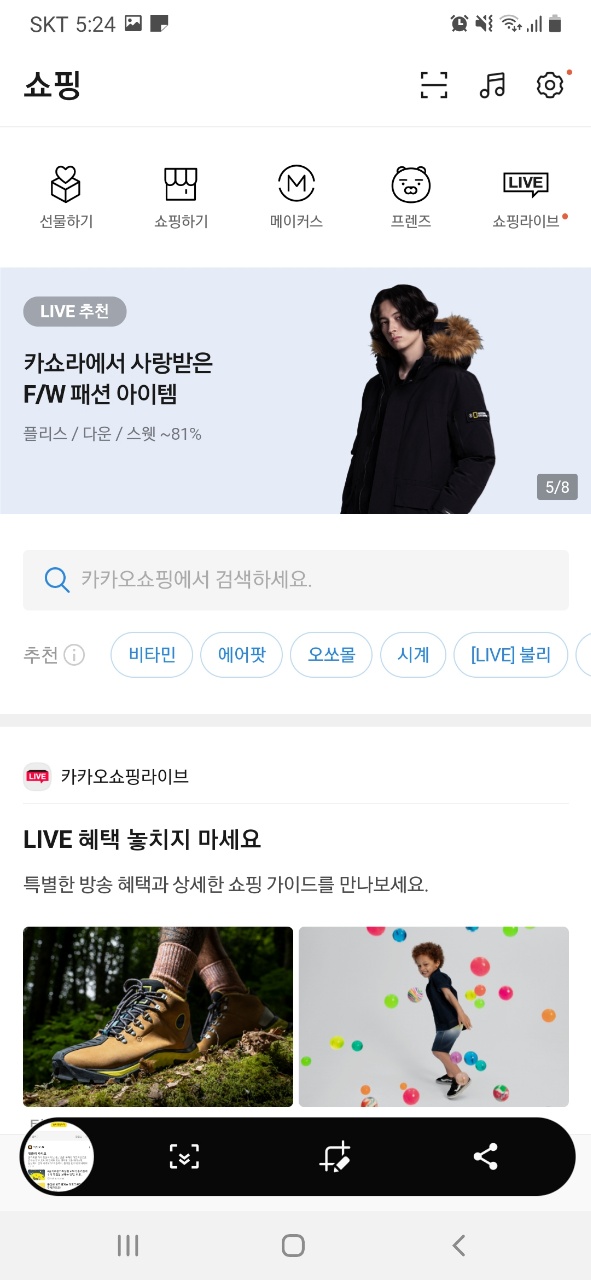 SKT 5:24
쇼핑
선물하기
쇼핑하기
메이커스
프렌즈
LIVE
쇼핑라이브
LIVE 추천
카쇼라에서 사랑받은
F/W 패션 아이템
플리스 / 다운 / 스웻 ~81%
5/8
카카오쇼핑에서 검색하세요.
추천
비타민
에어팟
오쏘몰
시계
[LIVE] 불리
LIVE
카카오쇼핑라이브
LIVE 혜택 놓치지 마세요
특별한 방송 혜택과 상세한 쇼핑 가이드를 만나보세요.